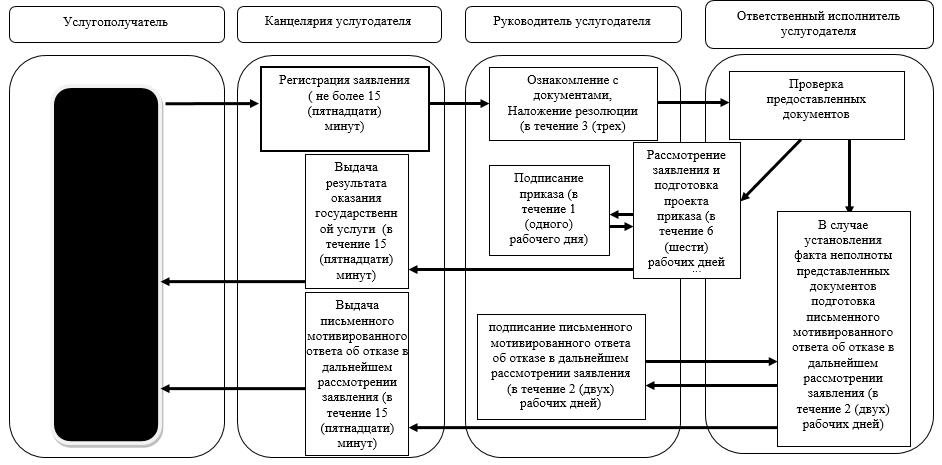 Услугополучатель
Канцелярия услугодателя
Руководитель услугодателя
Ответственный исполнитель
услугодателя
Регистрация заявления
( не более 15
(пятнадцати)
минут)
Ознакомление с
документами,
Наложение резолюции
(в течение 3 (трех)
Проверка
предоставленных
документов
Выдача
результата
оказания
государственн
ой услуги (в
течение 15
(пятнадцати)
минут)
Подписание
приказа (в
течение 1
(одного)
рабочего дня)
Рассмотрение
заявления и
подготовка
проекта
приказа (в
течение 6
(шести)
рабочих дней
В случае
установления
факта неполноты
представленных
документов
подготовка
письменного
мотивированного
ответа об отказе в
дальнейшем
рассмотрении
заявления (в
течение 2 (двух)
рабочих дней)
Выдача
письменного
мотивированного
ответа об отказе в
дальнейшем
рассмотрении
заявления (в
течение 15
(пятнадцати)
минут)
подписание письменного
мотивированного ответа
об отказе в дальнейшем
рассмотрении заявления
(в течение 2 (двух)
рабочих дней)